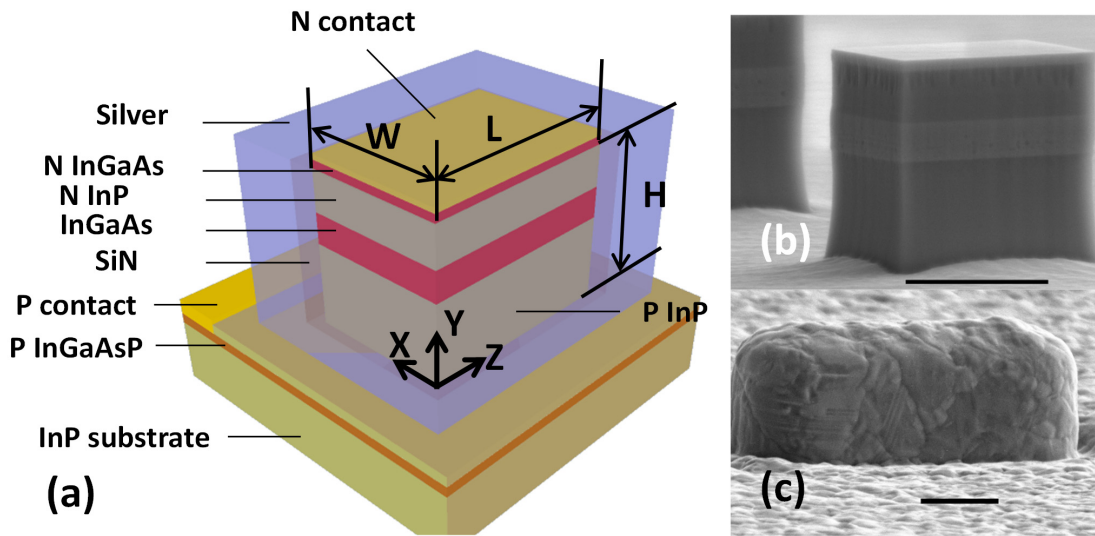 N contact
Silver
W
L
N InGaAs
N InP
H
InGaAs
SiN
P contact
P InP
P InGaAsP
X
Y
Z
InP substrate
(a)
(b)
(c)